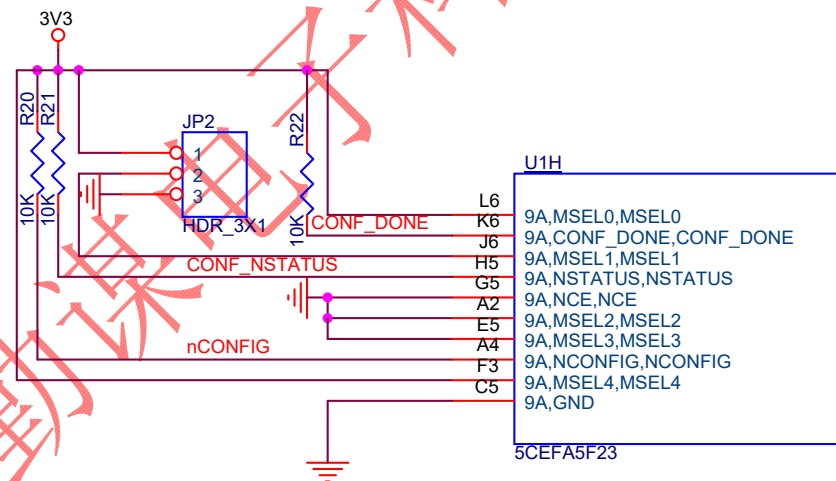 3V3
R20
R21
10K
10K
JP2
1
2
3
HDR_3X1
R22
10K
CONF_DONE
CONF_NSTATUS
nCONFIG
U1H
L6
9A,MSEL0,MSEL0
K6
9A,CONF_DONE,CONF_DONE
J6
9A,MSEL1,MSEL1
H5
9A,NSTATUS,NSTATUS
G5
9A,NCE,NCE
A2
9A,MSEL2,MSEL2
E5
9A,MSEL3,MSEL3
A4
9A,NCONFIG,NCONFIG
F3
9A,MSEL4,MSEL4
C5
9A,GND
5CEFA5F23